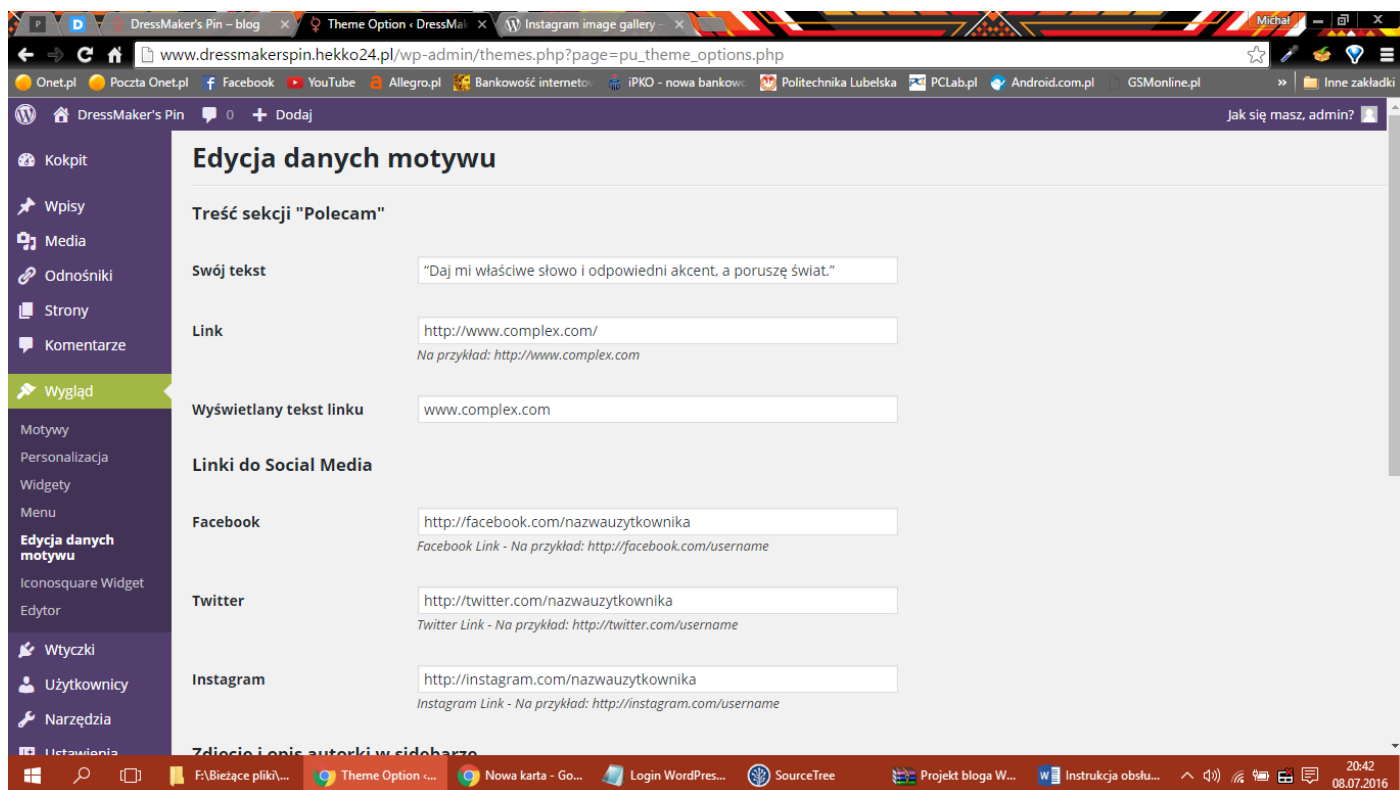 P
D
DressMaker's Pin – blog
Theme Option ‹ DressMak
Instagram image gallery –
Michał
www.dressmakerspin.hekko24.pl/wp-admin/themes.php?page=pu_theme_options.php
Onet.pl
Poczta Onet.pl
Facebook
YouTube
Allegro.pl
Bankowość internetov
iPKO - nowa bankowc
Politechnika Lubelska
PCLab.pl
Android.com.pl
GSMonline.pl
»
Inne zakładki
DressMaker's Pin
0
Dodaj
Jak się masz, admin?
Kokpit
Wpisy
Media
Odnośniki
Strony
Komentarze
Wygląd
Motywy
Personalizacja
Widgety
Menu
Edycja danych
motywu
Iconosquare Widget
Edytor
Wtyczki
Użytkownicy
Narzędzia
Ustawienia
Edycja danych motywu
Treść sekcji "Polecam"
Swój tekst
“Daj mi właściwe słowo i odpowiedni akcent, a poruszę świat.”
Link
http://www.complex.com/
Na przykład: http://www.complex.com
Wyświetlany tekst linku
www.complex.com
Linki do Social Media
Facebook
http://facebook.com/nazwauzytkownika
Facebook Link - Na przykład: http://facebook.com/username
Twitter
http://twitter.com/nazwauzytkownika
Twitter Link - Na przykład: http://twitter.com/username
Instagram
http://instagram.com/nazwauzytkownika
Instagram Link - Na przykład: http://instagram.com/username
Zdjęcie i opis autorki w sidebarze
F:\Bieżące pliki\...
Theme Option ‹...
Nowa karta - Go...
Login WordPres...
SourceTree
Projekt bloga W...
Instrukcja obsłu...
20:42
08.07.2016